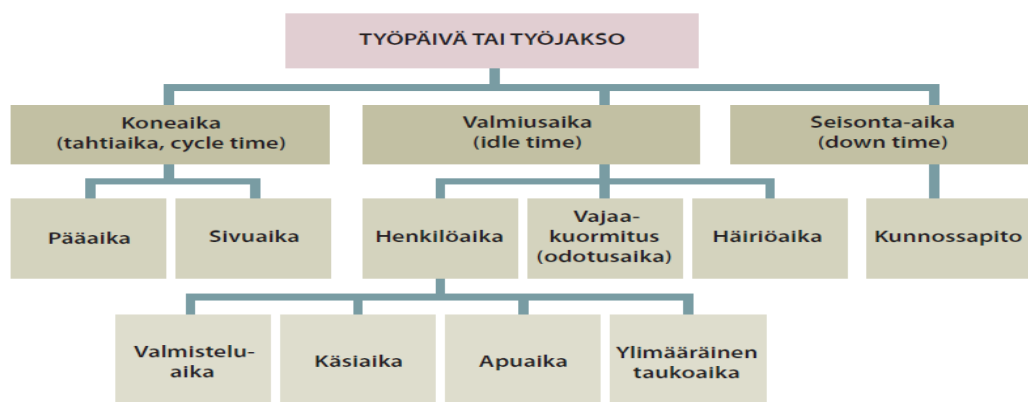 TYÖPÄIVÄ TAI TYÖJAKSO
Koneaika
(tahtiaika, cycle time)
Valmiusaika
(idle time)
Seisonta-aika
(down time)
Pääaika
Sivuaika
Henkilöaika
Vajaa-
kuormitus
(odotusaika)
Häiriöaika
Kunnossapito
Valmistelu-
aika
Käsiaika
Apuaika
Ylimääräinen
taukoaika